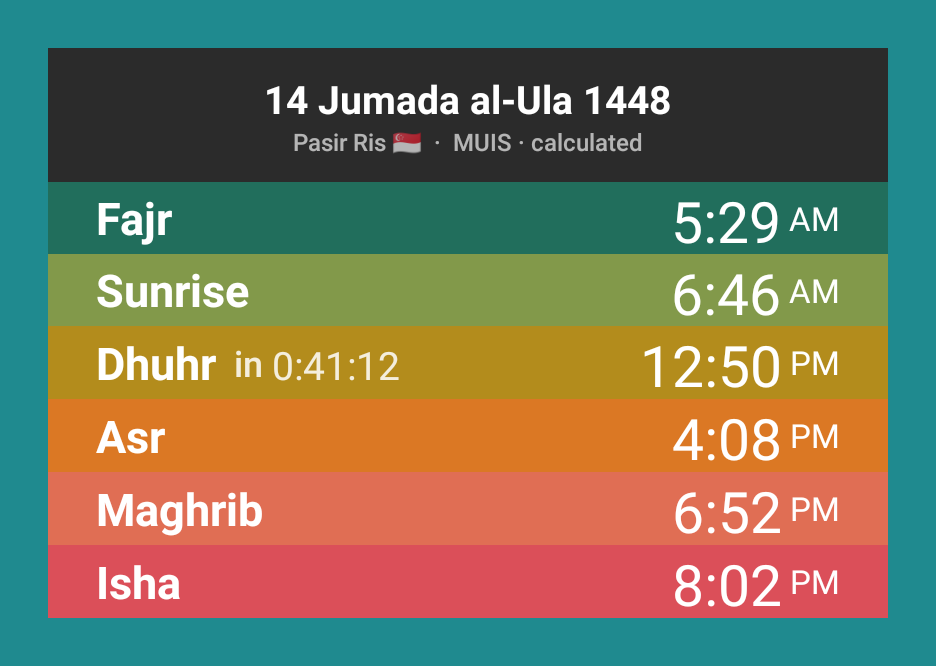 14 Jumada al-Ula 1448
Pasir Ris 🇸🇬 · MUIS · calculated
Fajr 5:29 AM
Sunrise 6:46 AM
Dhuhr in 0:41:12 12:50 PM
Asr 4:08 PM
Maghrib 6:52 PM
Isha 8:02 PM